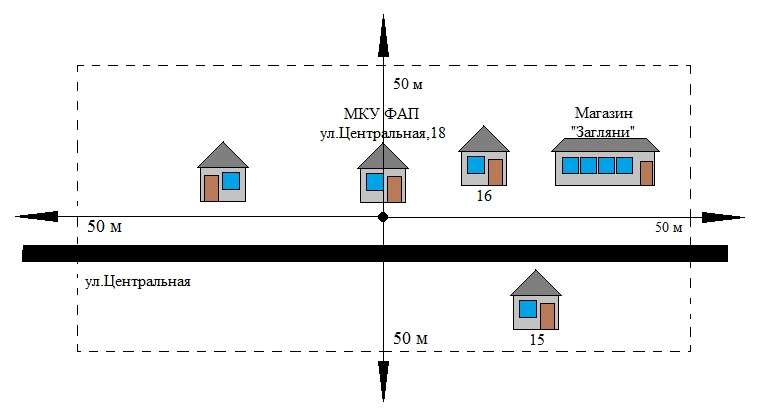 50 м
МКУ ФАП
ул.Центральная,18
Магазин
"Загляни"
16
50 м
50 м
ул.Центральная
50 м
15